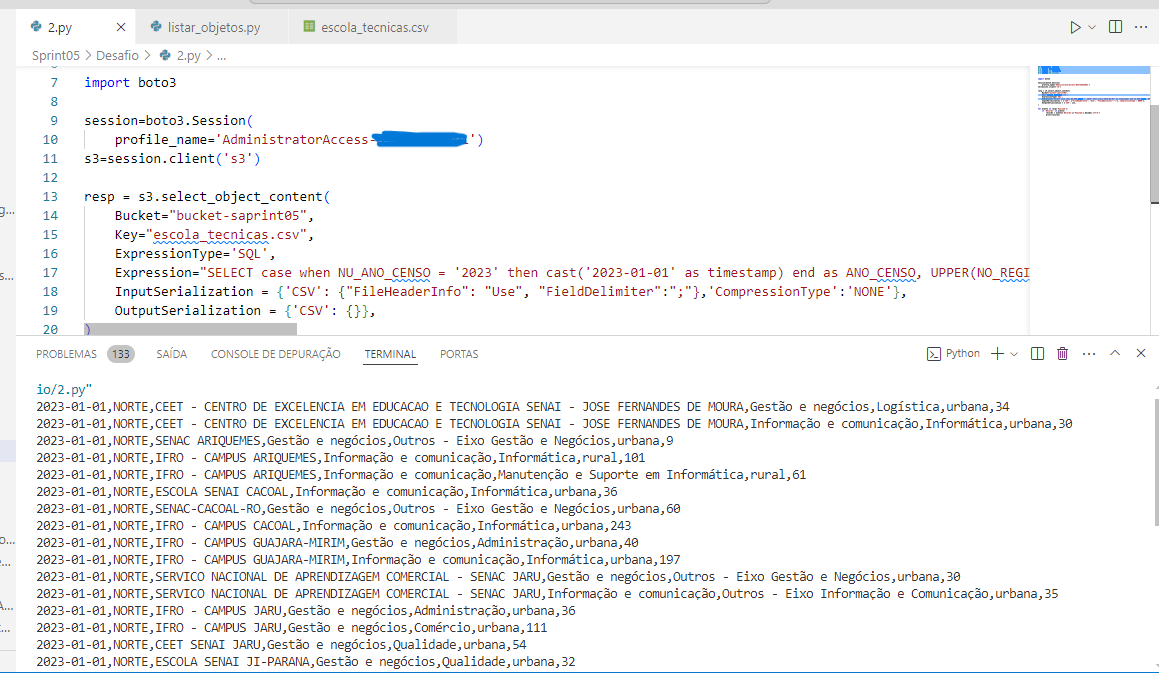 2.py
listar_objetos.py
escola_tecnicas.csv
Sprint05 > Desafio > 2.py > ...
7 import boto3
8
9 session=boto3.Session(
10 profile_name='AdministratorAccess- ')
11 s3=session.client('s3')
12
13 resp = s3.select_object_content(
14 Bucket="bucket-saprint05",
15 Key="escola_tecnicas.csv",
16 ExpressionType='SQL',
17 Expression="SELECT case when NU_ANO_CENSO = '2023' then cast('2023-01-01' as timestamp) end as ANO_CENSO, UPPER(NO_REGI
18 InputSerialization = {'CSV': {"FileHeaderInfo": "Use", "FieldDelimiter":";"},'CompressionType':'NONE'},
19 OutputSerialization = {'CSV': {}},
20 )
PROBLEMAS 133 SAÍDA CONSOLE DE DEPURAÇÃO TERMINAL PORTAS Python
io/2.py"
2023-01-01,NORTE,CEET - CENTRO DE EXCELENCIA EM EDUCACAO E TECNOLOGIA SENAI - JOSE FERNANDES DE MOURA,Gestão e negócios,Logística,urbana,34
2023-01-01,NORTE,CEET - CENTRO DE EXCELENCIA EM EDUCACAO E TECNOLOGIA SENAI - JOSE FERNANDES DE MOURA,Informação e comunicação,Informática,urbana,30
2023-01-01,NORTE,SENAC ARIQUEMES,Gestão e negócios,Outros - Eixo Gestão e Negócios,urbana,9
2023-01-01,NORTE,IFRO - CAMPUS ARIQUEMES,Informação e comunicação,Informática,rural,101
2023-01-01,NORTE,IFRO - CAMPUS ARIQUEMES,Informação e comunicação,Manutenção e Suporte em Informática,rural,61
2023-01-01,NORTE,ESCOLA SENAI CACOAL,Informação e comunicação,Informática,urbana,36
2023-01-01,NORTE,SENAC-CACOAL-RO,Gestão e negócios,Outros - Eixo Gestão e Negócios,urbana,60
2023-01-01,NORTE,IFRO - CAMPUS CACOAL,Informação e comunicação,Informática,urbana,243
2023-01-01,NORTE,IFRO - CAMPUS GUAJARA-MIRIM,Gestão e negócios,Administração,urbana,40
2023-01-01,NORTE,IFRO - CAMPUS GUAJARA-MIRIM,Informação e comunicação,Informática,urbana,197
2023-01-01,NORTE,SERVICO NACIONAL DE APRENDIZAGEM COMERCIAL - SENAC JARU,Gestão e negócios,Outros - Eixo Gestão e Negócios,urbana,30
2023-01-01,NORTE,SERVICO NACIONAL DE APRENDIZAGEM COMERCIAL - SENAC JARU,Informação e comunicação,Outros - Eixo Informação e Comunicação,urbana,35
2023-01-01,NORTE,IFRO - CAMPUS JARU,Gestão e negócios,Administração,urbana,36
2023-01-01,NORTE,IFRO - CAMPUS JARU,Gestão e negócios,Comércio,urbana,111
2023-01-01,NORTE,CEET SENAI JARU,Gestão e negócios,Qualidade,urbana,54
2023-01-01,NORTE,ESCOLA SENAI JI-PARANA,Gestão e negócios,Qualidade,urbana,32